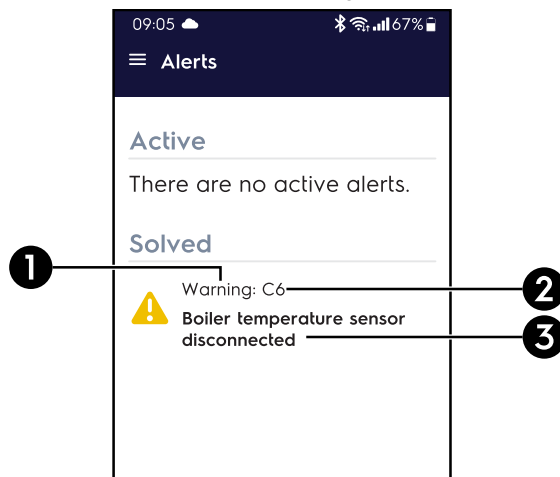 09:05 67%
Alerts
Active
There are no active alerts.
Solved
1
Warning: C6
2
Boiler temperature sensor
disconnected
3